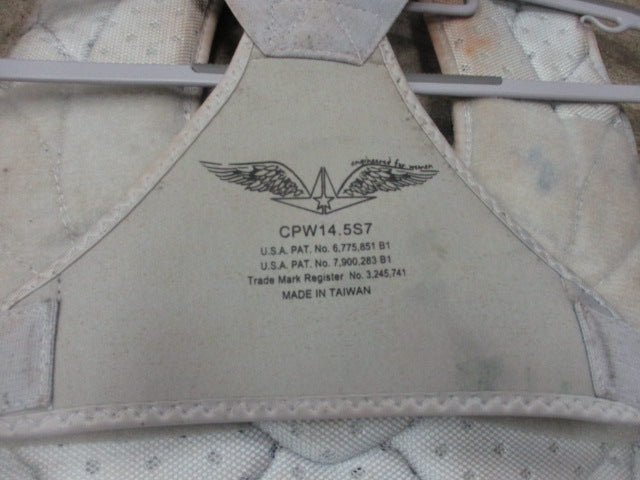 engineered for women
CPW14.5S7
U.S.A. PAT. No. 6,775,851 B1
U.S.A. PAT. No. 7,900,283 B1
Trade Mark Register No. 3,245,741
MADE IN TAIWAN